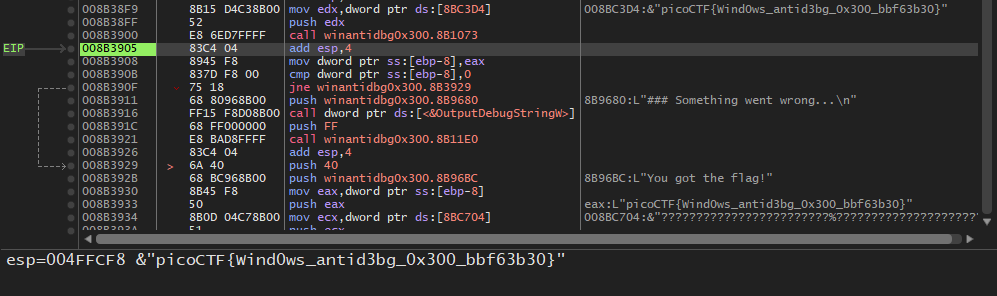 008B38F9 8B15 D4C38B00 mov edx,dword ptr ds:[8BC3D4] 008BC3D4:&"picoCTF{Wind0ws_antid3bg_0x300_bbf63b30}"
008B38FF 52 push edx
008B3900 E8 6ED7FFFF call winantidbg0x300.8B1073
EIP 008B3905 83C4 04 add esp,4
008B3908 8945 F8 mov dword ptr ss:[ebp-8],eax
008B390B 837D F8 00 cmp dword ptr ss:[ebp-8],0
008B390F 75 18 jne winantidbg0x300.8B3929
008B3911 68 80968B00 push winantidbg0x300.8B9680 8B9680:L"### Something went wrong...\n"
008B3916 FF15 F8D08B00 call dword ptr ds:[<&OutputDebugStringW>]
008B391C 68 FF000000 push FF
008B3921 E8 BAD8FFFF call winantidbg0x300.8B11E0
008B3926 83C4 04 add esp,4
008B3929 > 6A 40 push 40
008B392B 68 BC968B00 push winantidbg0x300.8B96BC 8B96BC:L"You got the flag!"
008B3930 8B45 F8 mov eax,dword ptr ss:[ebp-8]
008B3933 50 push eax eax:L"picoCTF{Wind0ws_antid3bg_0x300_bbf63b30}"
008B3934 8B0D 04C78B00 mov ecx,dword ptr ds:[8BC704] 008BC704:&"????????????????????????%?????????????????????
008B393A 51 push ecx
esp=004FFCF8 &"picoCTF{Wind0ws_antid3bg_0x300_bbf63b30}"